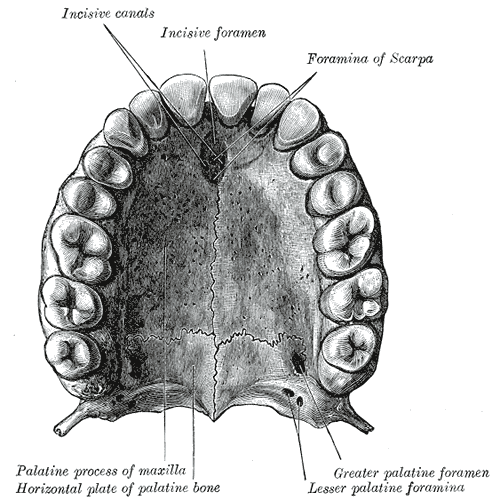 Incisive canals
Incisive foramen
Foramina of Scarpa
Palatine process of maxilla
Horizontal plate of palatine bone
Greater palatine foramen
Lesser palatine foramina